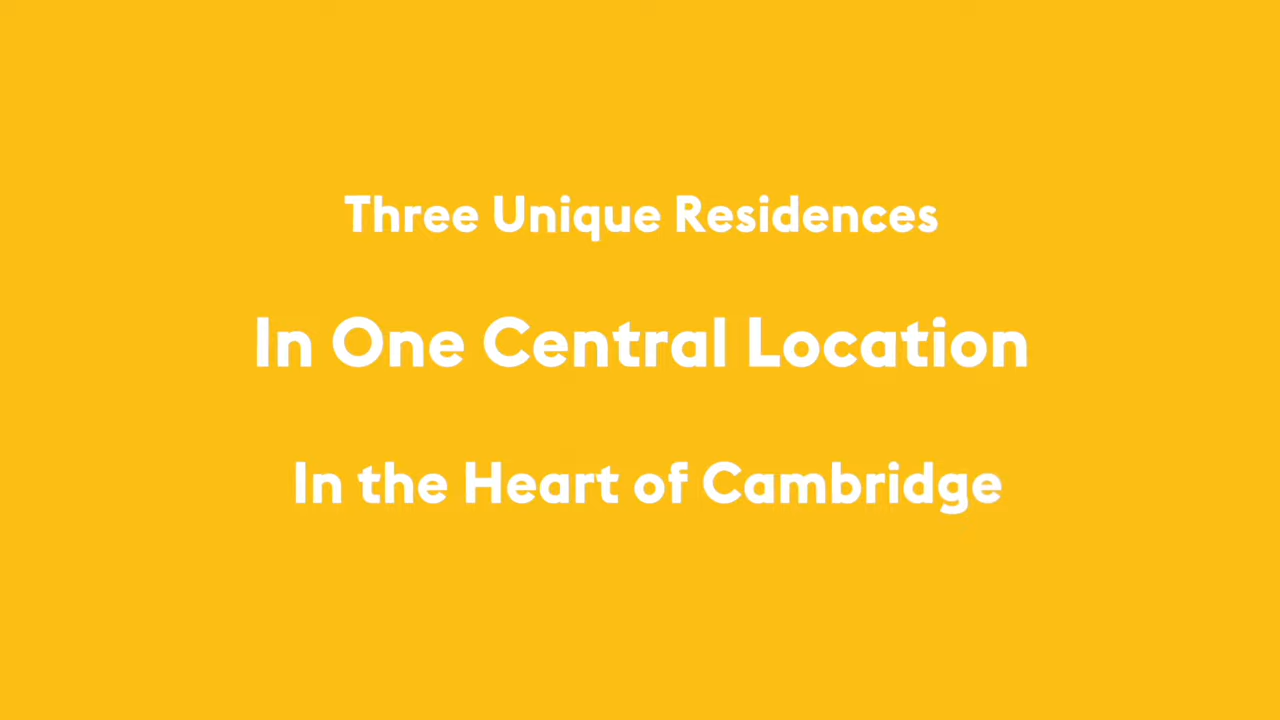 Three Unique Residences
In One Central Location
In the Heart of Cambridge